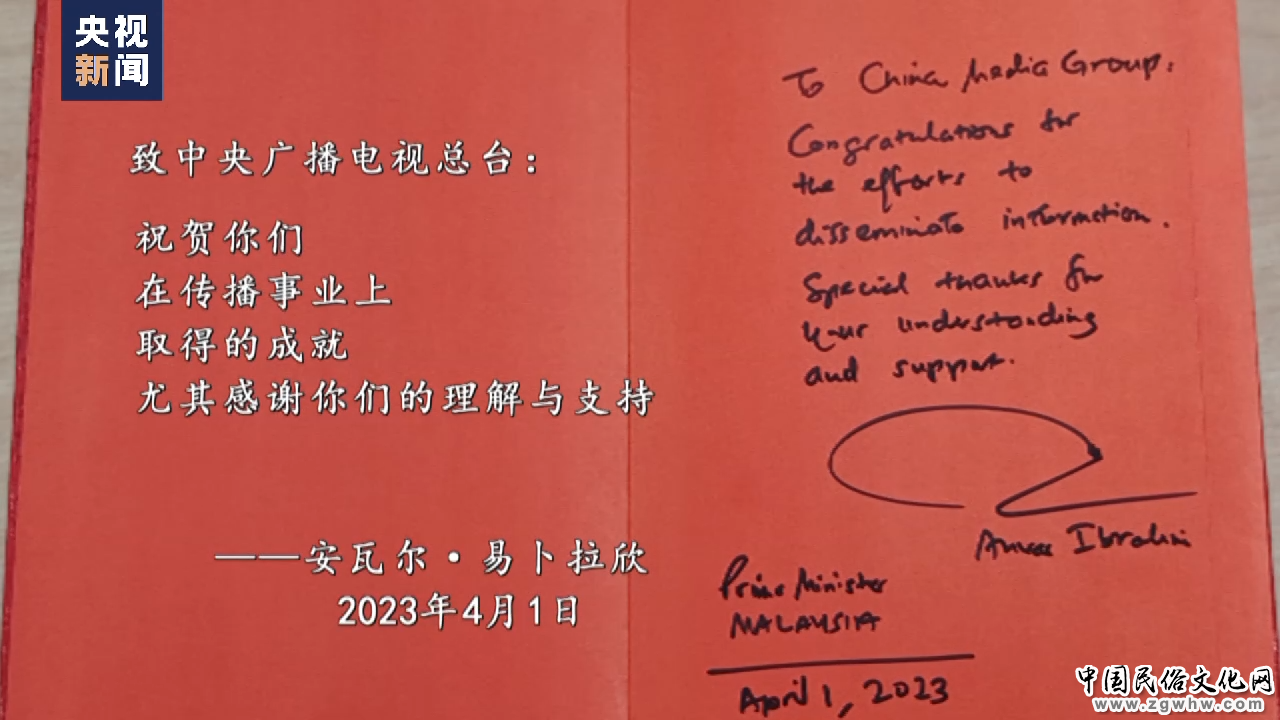 央视
新闻
致中央广播电视总台：
祝贺你们
在传播事业上
取得的成就
尤其感谢你们的理解与支持
———安瓦尔·易卜拉欣
2023年4月1日
To China Media Group.
Congratulations for
the efforts to
disseminate information.
Special thanks for
your understanding
and support.
Anwar Ibrahim
Prime Minister
MALAYSIA
April 1, 2023
中国民俗文化网
www.zgwhw.com